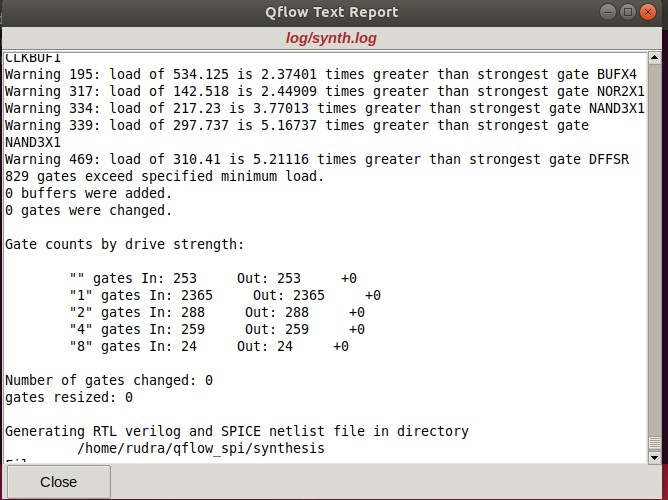 Qflow Text Report
log/synth.log
CLKBUF1
Warning 195: load of 534.125 is 2.37401 times greater than strongest gate BUFX4
Warning 317: load of 142.518 is 2.44909 times greater than strongest gate NOR2X1
Warning 334: load of 217.23 is 3.77013 times greater than strongest gate NAND3X1
Warning 339: load of 297.737 is 5.16737 times greater than strongest gate
NAND3X1
Warning 469: load of 310.41 is 5.21116 times greater than strongest gate DFFSR
829 gates exceed specified minimum load.
0 buffers were added.
0 gates were changed.
Gate counts by drive strength:
"" gates In: 253 Out: 253 +0
"1" gates In: 2365 Out: 2365 +0
"2" gates In: 288 Out: 288 +0
"4" gates In: 259 Out: 259 +0
"8" gates In: 24 Out: 24 +0
Number of gates changed: 0
gates resized: 0
Generating RTL verilog and SPICE netlist file in directory
/home/rudra/qflow_spi/synthesis
Close